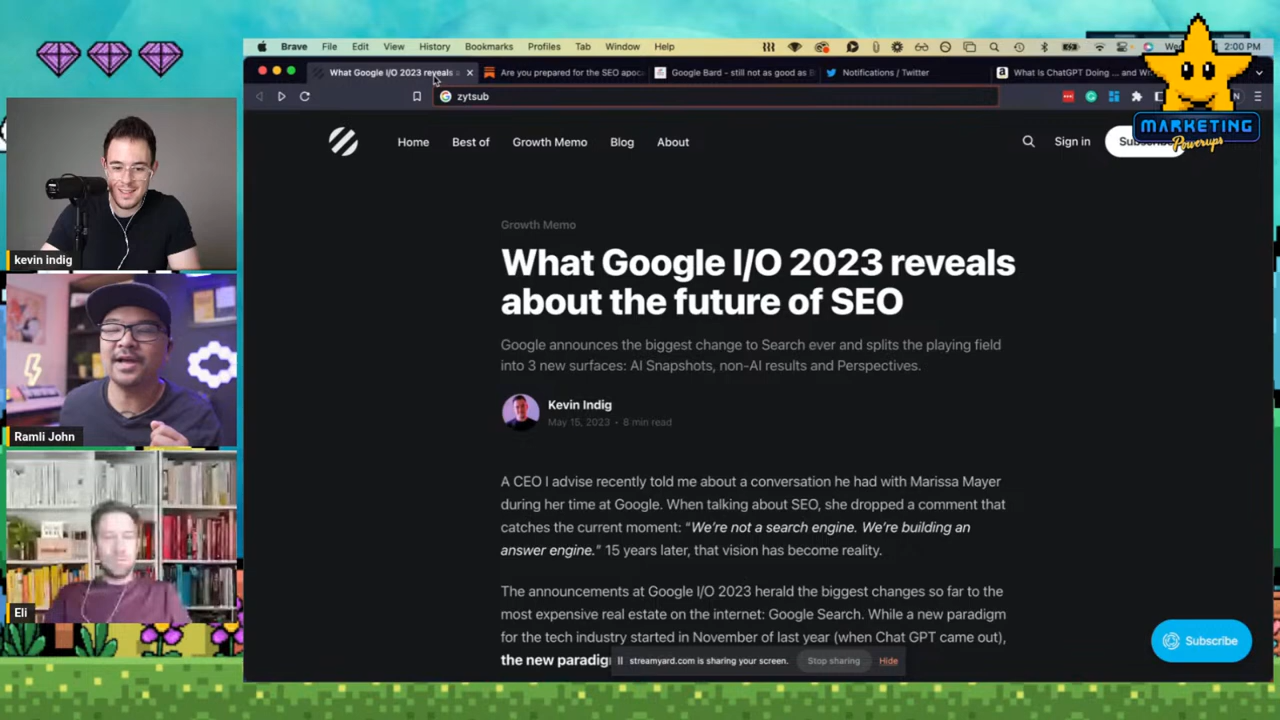 Brave File Edit View History Bookmarks Profiles Tab Window Help
2:00 PM
What Google I/O 2023 reveals
Are you prepared for the SEO apoc
Google Bard - still not as good as
Notifications / Twitter
What Is ChatGPT Doing ... and
zytsub
MARKETING
Powerups
Home Best of Growth Memo Blog About
Sign in
Growth Memo
What Google I/O 2023 reveals
about the future of SEO
Google announces the biggest change to Search ever and splits the playing field
into 3 new surfaces: AI Snapshots, non-AI results and Perspectives.
Kevin Indig
May 15, 2023 • 8 min read
A CEO I advise recently told me about a conversation he had with Marissa Mayer
during her time at Google. When talking about SEO, she dropped a comment that
catches the current moment: "We're not a search engine. We're building an
answer engine." 15 years later, that vision has become reality.
The announcements at Google I/O 2023 herald the biggest changes so far to the
most expensive real estate on the internet: Google Search. While a new paradigm
for the tech industry started in November of last year (when Chat GPT came out),
the new
streamyard.com is sharing your screen. Stop sharing Hide
Subscribe
kevin indig
Ramli John
Eli